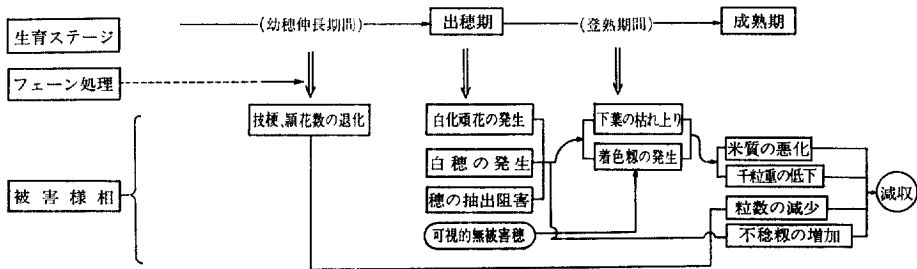 生育ステージ
(幼穂伸長期間)
出穂期
(登熟期間)
成熟期
フェーン処理
被害様相
技梗、穎花数の退化
白化頴花の発生
白穂の発生
穂の抽出阻害
可視的無被害穂
下葉の枯れ上り
着色籾の発生
米質の悪化
千粒重の低下
粒数の減少
不稔籾の増加
減収